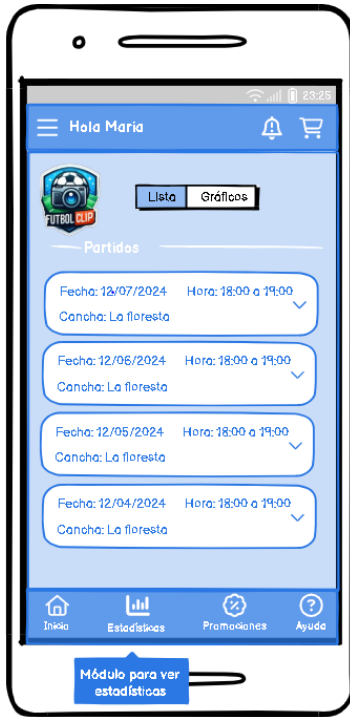 23:25
Hola Maria
FUTBOL CLIP
Lista Gráficos
Partidos
Fecha: 12/07/2024 Hora: 18:00 a 19:00
Cancha: La floresta
Fecha: 12/06/2024 Hora: 18:00 a 19:00
Cancha: La floresta
Fecha: 12/05/2024 Hora: 18:00 a 19:00
Cancha: La floresta
Fecha: 12/04/2024 Hora: 18:00 a 19:00
Cancha: La floresta
Inicio Estadísticas Promociones Ayuda
Módulo para ver
estadísticas